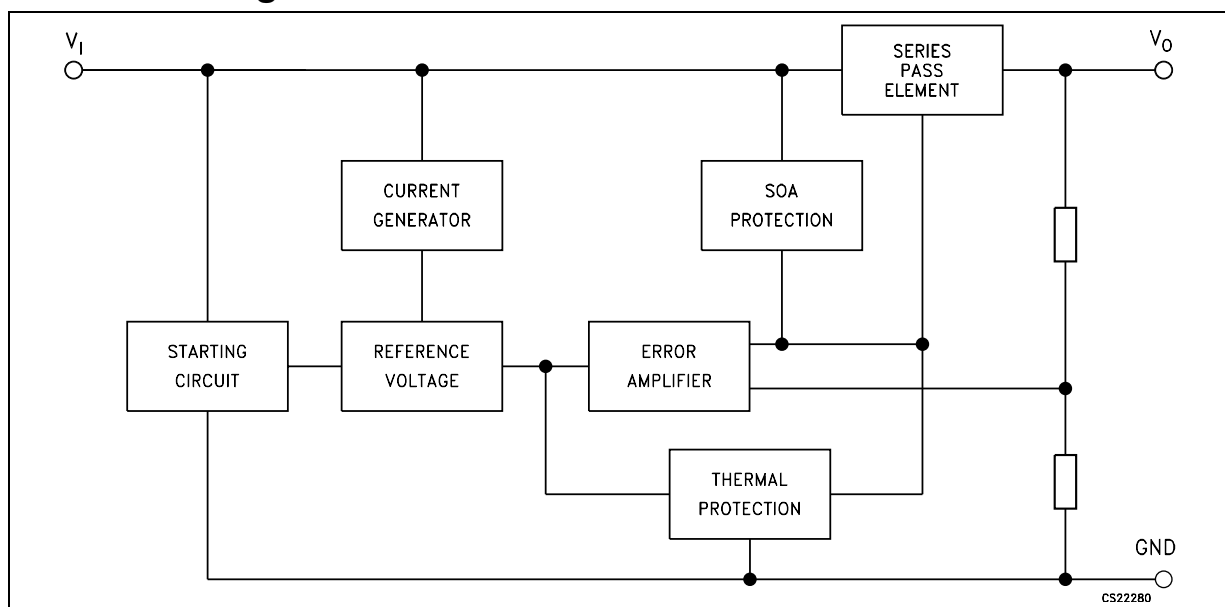 V_I
SERIES
PASS
ELEMENT
V_O
CURRENT
GENERATOR
SOA
PROTECTION
STARTING
CIRCUIT
REFERENCE
VOLTAGE
ERROR
AMPLIFIER
THERMAL
PROTECTION
GND
CS22280